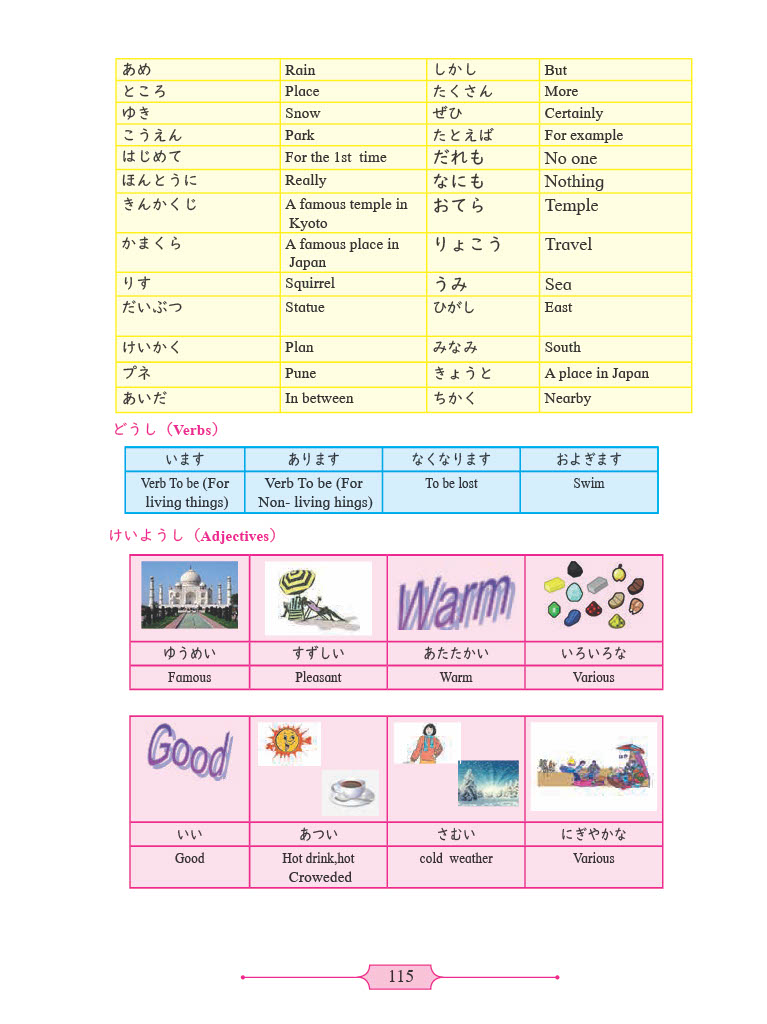 あめ Rain しかし But
ところ Place たくさん More
ゆき Snow ぜひ Certainly
こうえん Park たとえば For example
はじめて For the 1st time だれも No one
ほんとうに Really なにも Nothing
きんかくじ A famous temple in おてら Temple
Kyoto
かまくら A famous place in りょこう Travel
Japan
りす Squirrel うみ Sea
だいぶつ Statue ひがし East
けいかく Plan みなみ South
プネ Pune きょうと A place in Japan
あいだ In between ちかく Nearby
どうし（Verbs）
います あります なくなります およぎます
Verb To be (For Verb To be (For To be lost Swim
living things) Non- living hings)
けいようし（Adjectives）
Warm
ゆうめい すずしい あたたかい いろいろな
Famous Pleasant Warm Various
Good
いい あつい さむい にぎやかな
Good Hot drink,hot cold weather Various
Croweded
115